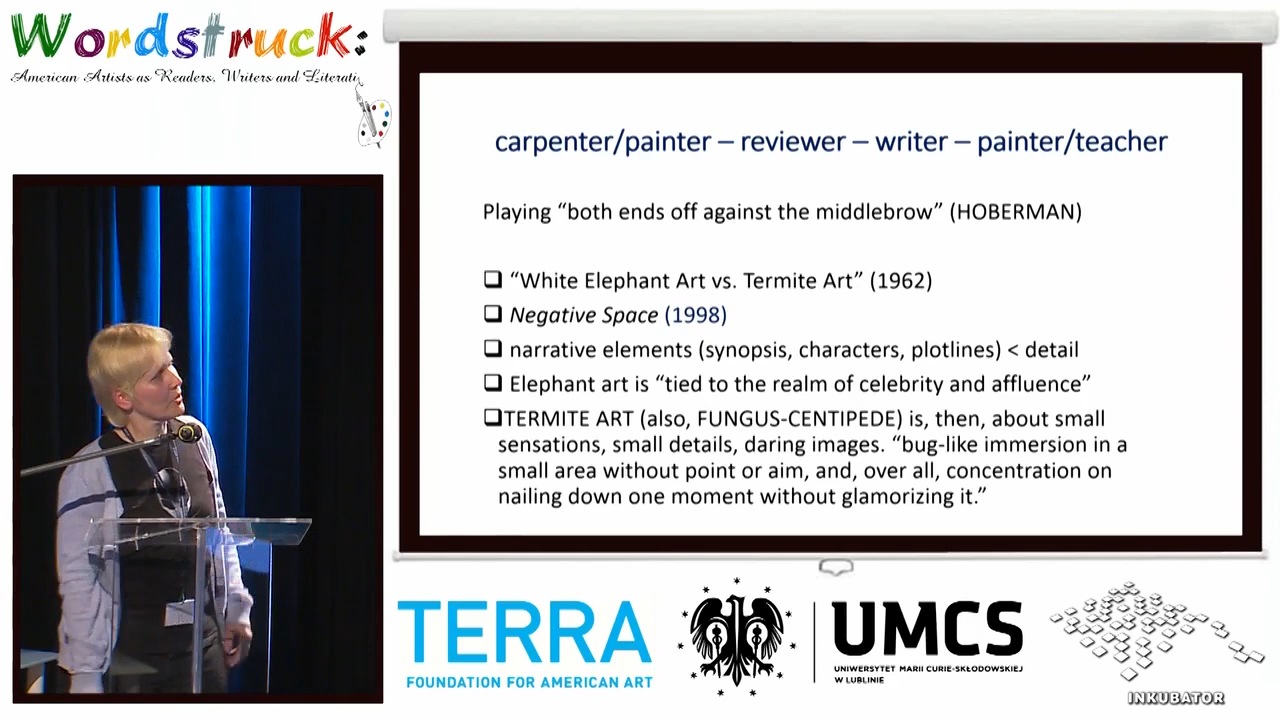 Wordstruck:
American Artists as Readers, Writers and Literati
carpenter/painter – reviewer – writer – painter/teacher
Playing “both ends off against the middlebrow” (HOBERMAN)
“White Elephant Art vs. Termite Art” (1962)
Negative Space (1998)
narrative elements (synopsis, characters, plotlines) < detail
Elephant art is “tied to the realm of celebrity and affluence”
TERMITE ART (also, FUNGUS-CENTIPEDE) is, then, about small
sensations, small details, daring images. “bug-like immersion in a
small area without point or aim, and, over all, concentration on
nailing down one moment without glamorizing it.”
TERRA
FOUNDATION FOR AMERICAN ART
UMCS
UNIWERSYTET MARII CURIE-SKŁODOWSKIEJ
W LUBLINIE
INKUBATOR